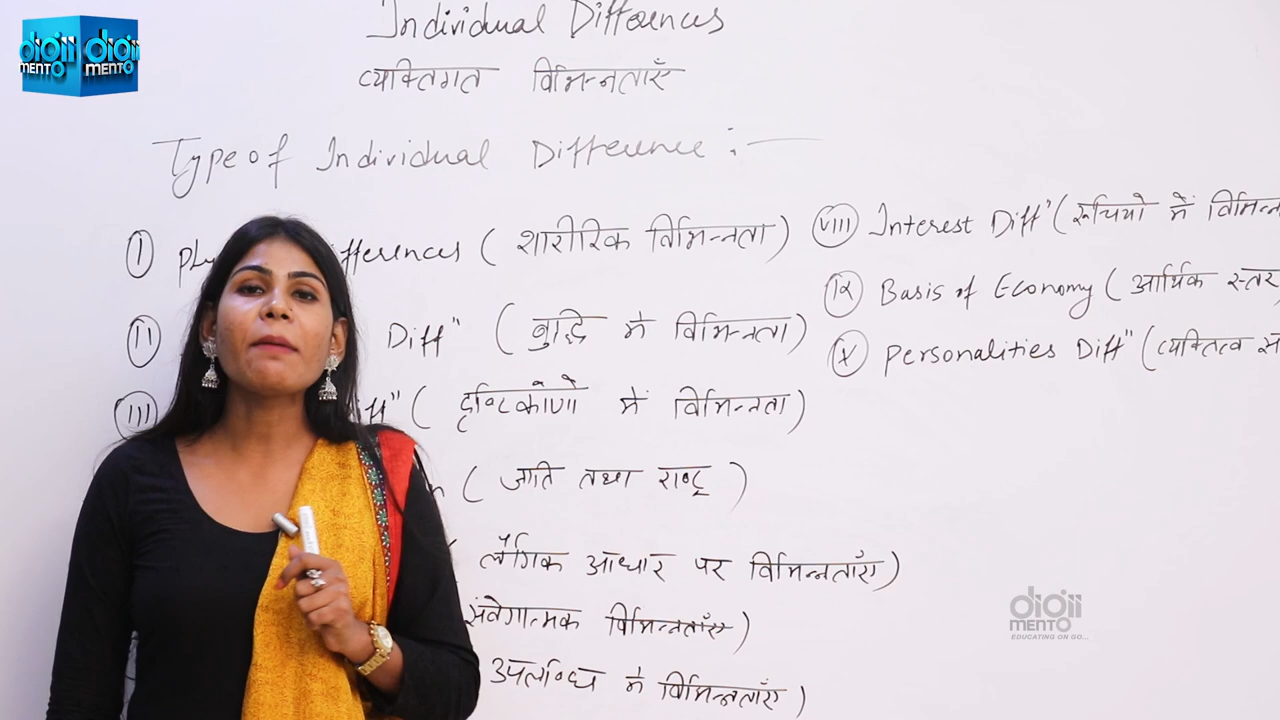 digii
MENTO
digii
MENTO
Individual Differences
व्यक्तिगत विभिन्नताएँ
Type of Individual Difference :—
I
(शारीरिक विभिन्नता)
II Diff" (बुद्धि मे विभिन्नता)
III (दृष्टिकोणो में विभिन्नता)
(जाति तथा राष्ट्र)
लैंगिक आधार पर विभिन्नताएँ)
संवेगात्मक विभिन्नताएँ)
उपलब्धि मे विभिन्नताएँ)
VIII Interest Diff' (रूचियो में
IX Basis of Economy (आर्थिक स्तर
X Personalities Diff" (व्यक्तित्व
digii
MENTO
EDUCATING ON GO...